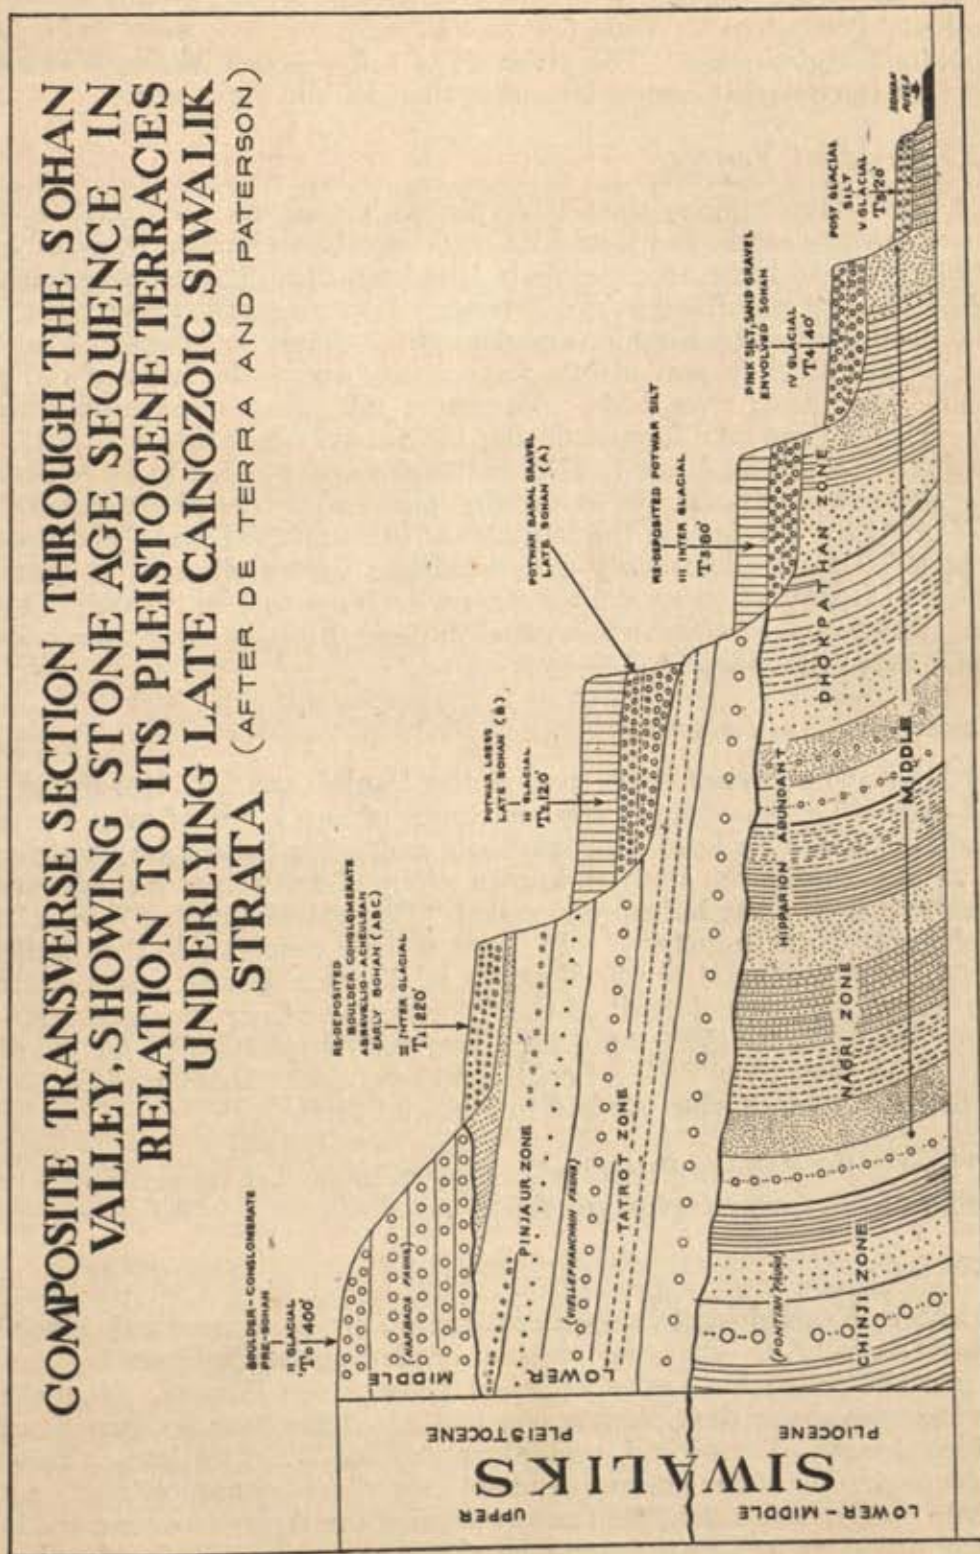 COMPOSITE TRANSVERSE SECTION THROUGH THE SOHAN
VALLEY, SHOWING STONE AGE SEQUENCE IN
RELATION TO ITS PLEISTOCENE TERRACES
UNDERLYING LATE CAINOZOIC SIWALIK
STRATA (AFTER DE TERRA AND PATERSON)
BOULDER-CONGLONBRATE
PRE-SOHAN
II GLACIAL
T0 400'
RE-DEPOSITED
BOULDER CONGLOMERATE
ABBEVELIO-ACHEULEAN
EARLY SOHAN (ABC)
II INTER GLACIAL
T1 220'
POTWAR LOESS
LATE SOHAN (B)
III GLACIAL
T2 120'
POTWAR BASAL GRAVEL
LATE SOHAN (A)
RE-DEPOSITED POTWAR SILT
III INTER GLACIAL
T3 80'
PINK SILT, SAND GRAVEL
ENVOLVED SOHAN
IV GLACIAL
T4 40'
POST GLACIAL
SILT
V GLACIAL
T5 20'
SOHAN
RIVER
(NARMADA FAUNA)
MIDDLE
PINJAUR ZONE
LOWER
(VIELLEFRANCHAIN FAUNA)
TATROT ZONE
DHOKPATHAN ZONE
HIPPARION ABUNDANT
MIDDLE
NAGRI ZONE
(PONTIAN FAUNA)
CHINJI ZONE
UPPER
PLEISTOCENE
SIWALIKS
PLIOCENE
LOWER-MIDDLE